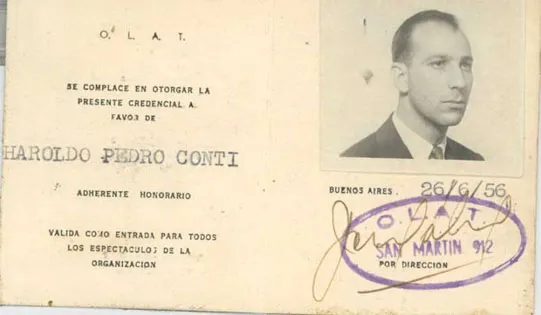 O. L. A. T.
SE COMPLACE EN OTORGAR LA
PRESENTE CREDENCIAL A
FAVOR DE
HAROLDO PEDRO CONTI
ADHERENTE HONORARIO
VALIDA COMO ENTRADA PARA TODOS
LOS ESPECTACULOS DE LA
ORGANIZACION
BUENOS AIRES, 26/6/56
O. L. A. T.
SAN MARTIN 912
POR DIRECCION